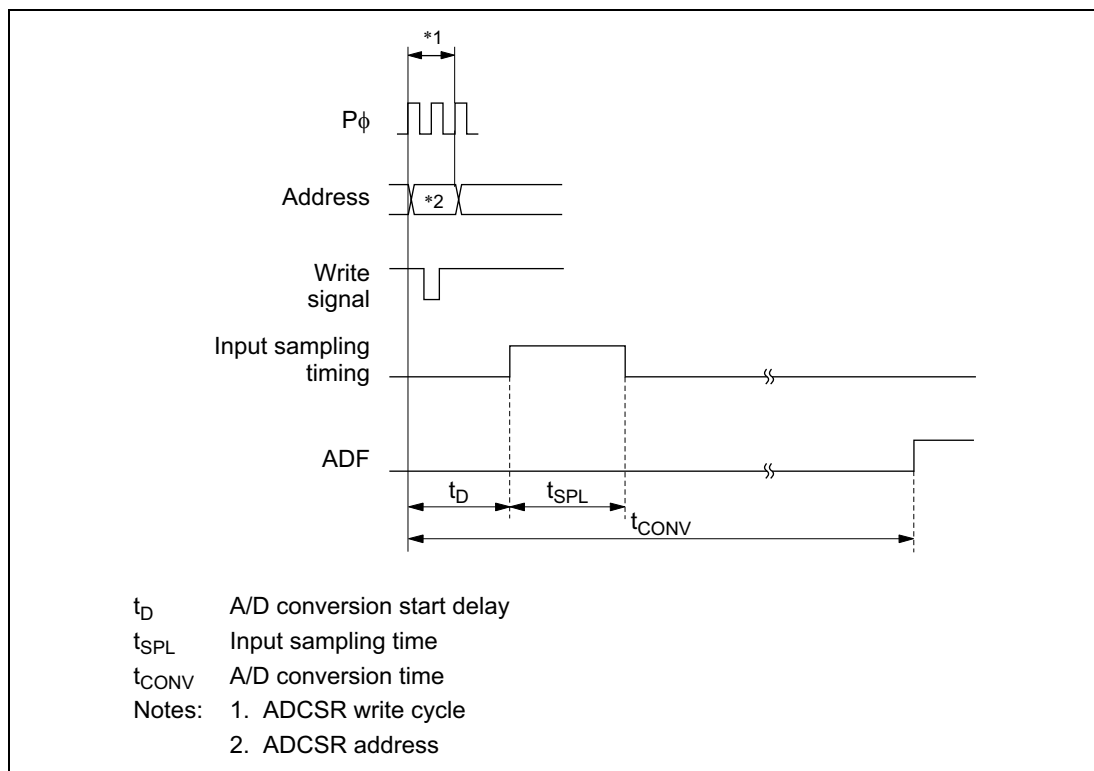 *1
Pφ
Address
*2
Write
signal
Input sampling
timing
ADF
tD
tSPL
tCONV
tD A/D conversion start delay
tSPL Input sampling time
tCONV A/D conversion time
Notes: 1. ADCSR write cycle
2. ADCSR address